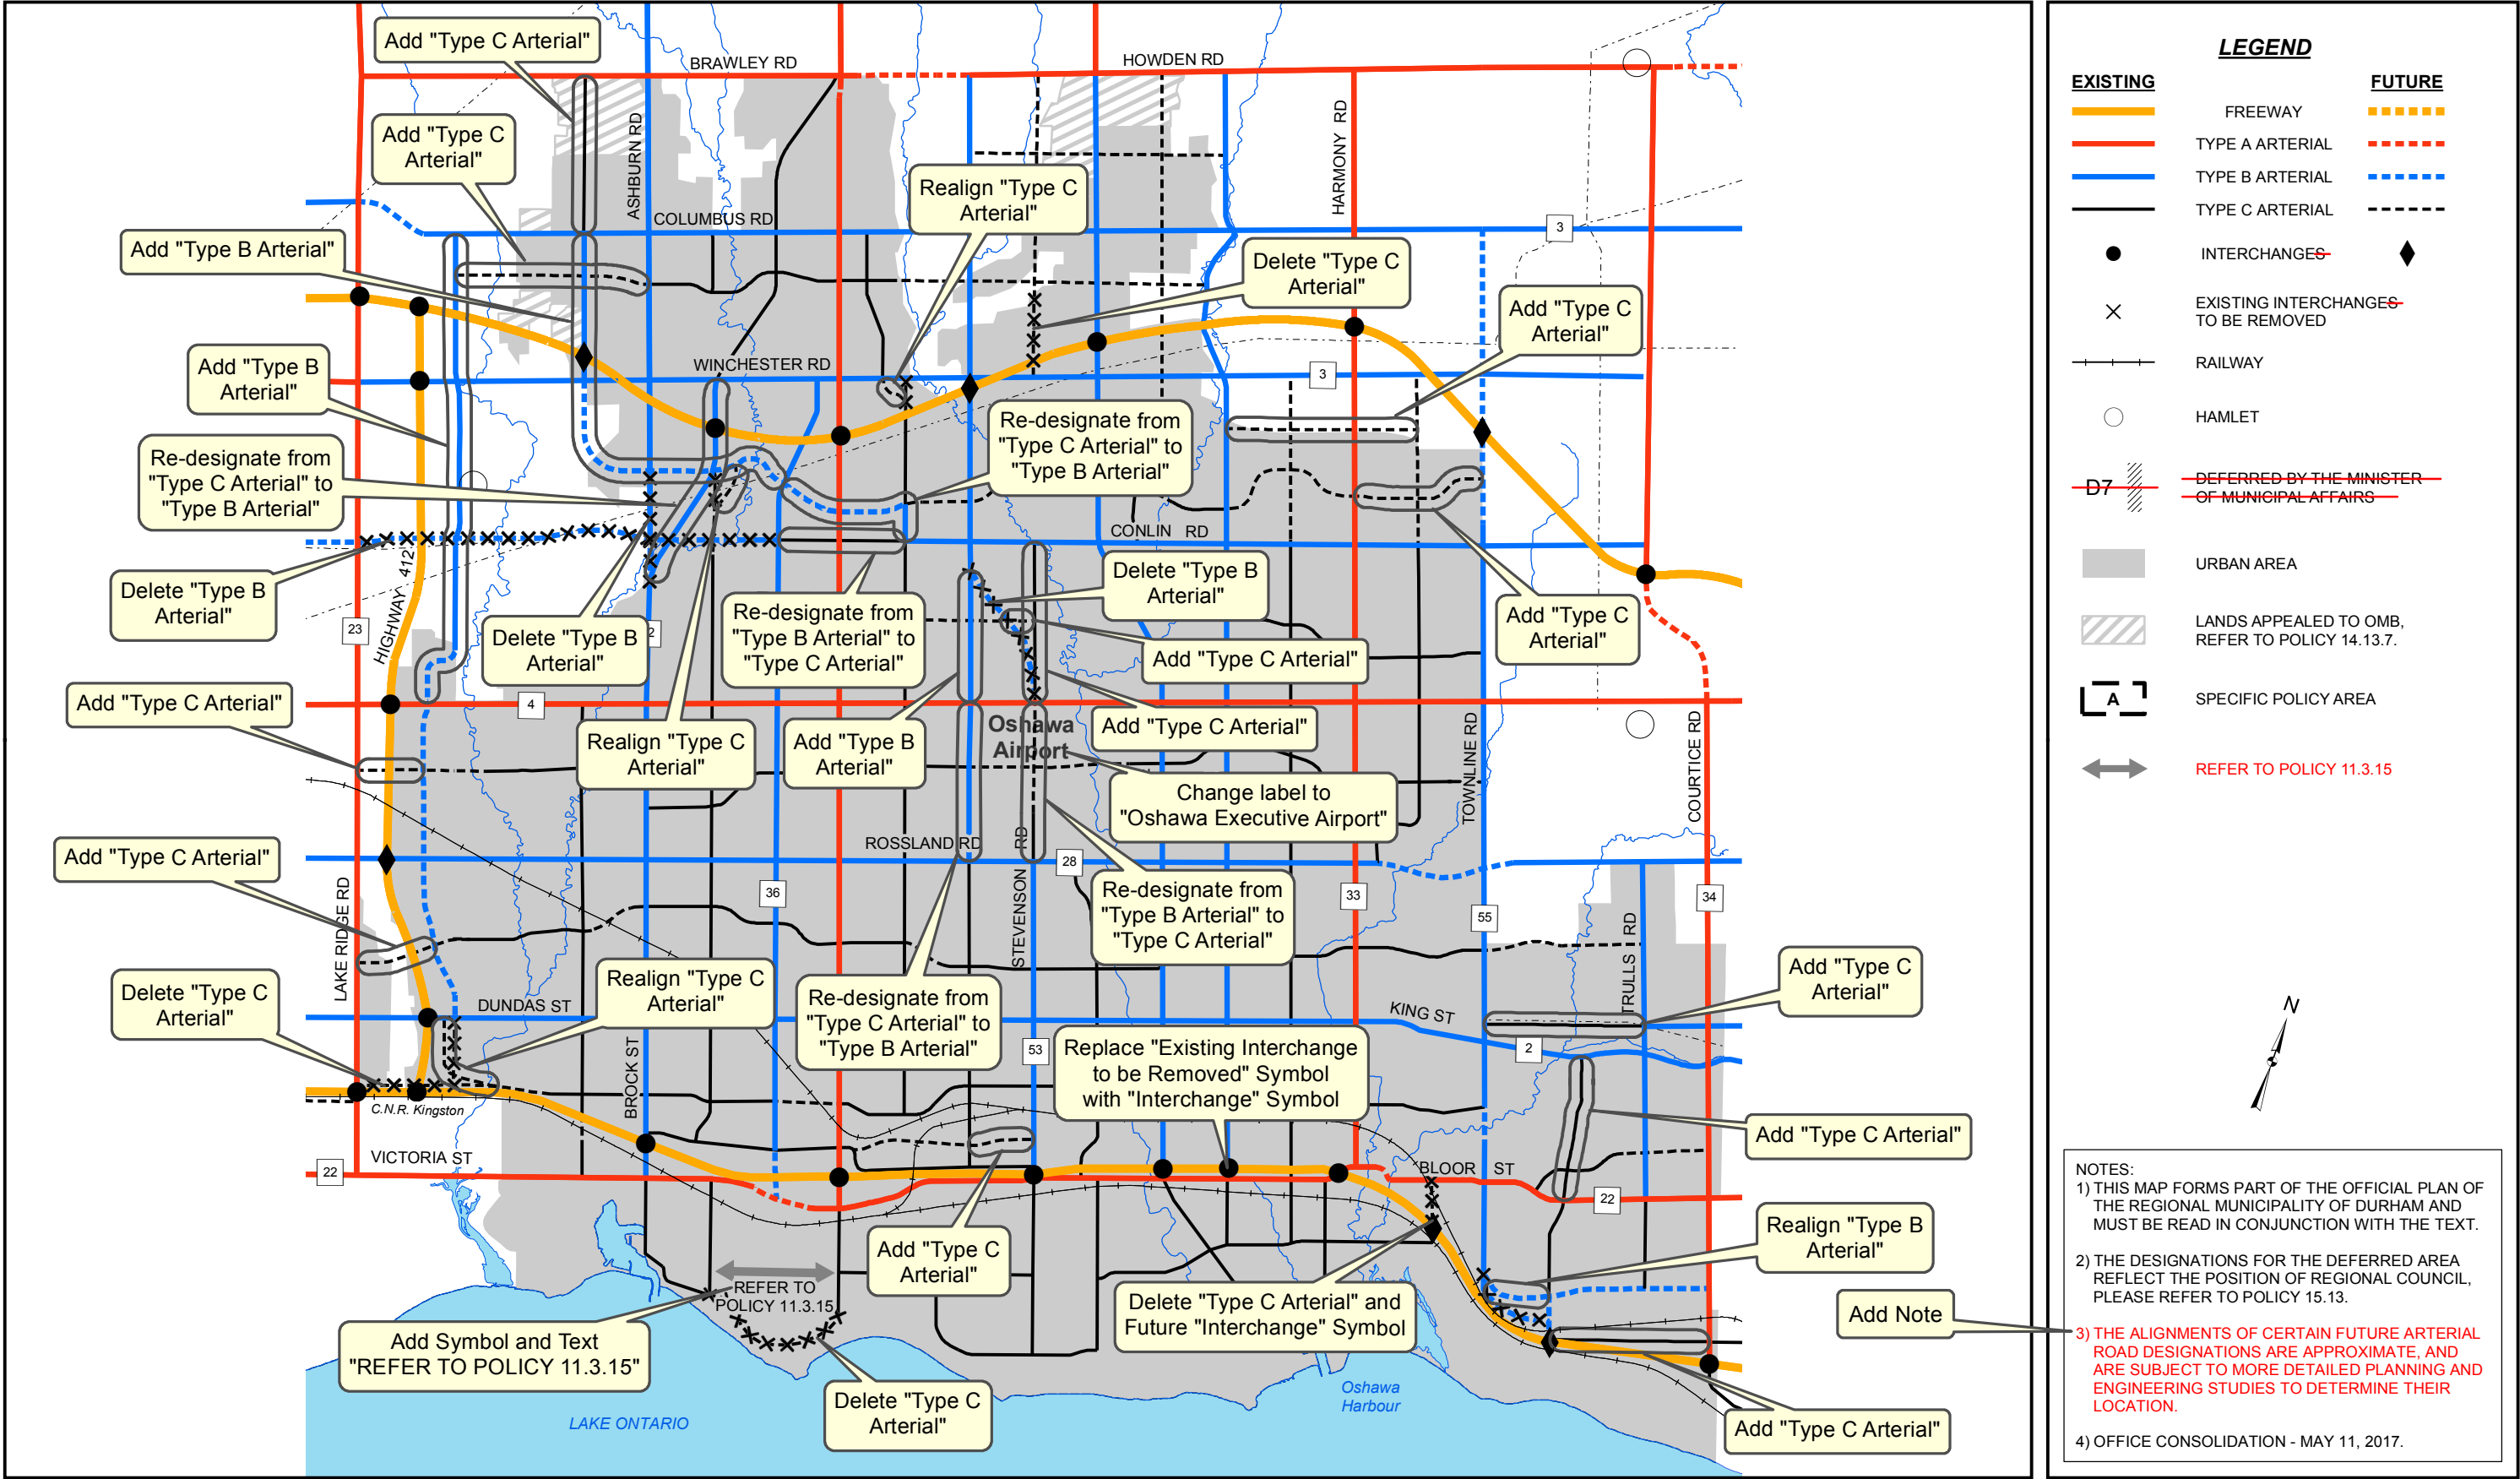 Add "Type C Arterial"
BRAWLEY RD
HOWDEN RD
Add "Type C
Arterial"
ASHBURN RD
HARMONY RD
Realign "Type C
Arterial"
COLUMBUS RD
3
Add "Type B Arterial"
Delete "Type C
Arterial"
Add "Type C
Arterial"
Add "Type B
Arterial"
WINCHESTER RD
3
Re-designate from
"Type C Arterial" to
"Type B Arterial"
Re-designate from
"Type C Arterial" to
"Type B Arterial"
CONLIN RD
HIGHWAY 412
Delete "Type B
Arterial"
Delete "Type B
Arterial"
23
Delete "Type B
Arterial"
2
Re-designate from
"Type B Arterial" to
"Type C Arterial"
Add "Type C
Arterial"
Add "Type C Arterial"
Add "Type C Arterial"
4
Realign "Type C
Arterial"
Add "Type B
Arterial"
Oshawa
Airport
Add "Type C Arterial"
TOWNLINE RD
COURTICE RD
Change label to
"Oshawa Executive Airport"
Add "Type C Arterial"
ROSSLAND RD
STEVENSON RD
28
36
Re-designate from
"Type B Arterial" to
"Type C Arterial"
33
55
34
LAKE RIDGE RD
TRULLS RD
Delete "Type C
Arterial"
DUNDAS ST
Realign "Type C
Arterial"
Re-designate from
"Type C Arterial" to
"Type B Arterial"
KING ST
Add "Type C
Arterial"
2
53
Replace "Existing Interchange
to be Removed" Symbol
with "Interchange" Symbol
BROCK ST
C.N.R. Kingston
Add "Type C Arterial"
VICTORIA ST
22
BLOOR ST
22
Add "Type C
Arterial"
Realign "Type B
Arterial"
REFER TO
POLICY 11.3.15
Delete "Type C Arterial" and
Future "Interchange" Symbol
Add Note
Add Symbol and Text
"REFER TO POLICY 11.3.15"
Delete "Type C
Arterial"
Oshawa
Harbour
LAKE ONTARIO
Add "Type C Arterial"
LEGEND
EXISTING
FUTURE
FREEWAY
TYPE A ARTERIAL
TYPE B ARTERIAL
TYPE C ARTERIAL
INTERCHANGES
EXISTING INTERCHANGES
TO BE REMOVED
RAILWAY
HAMLET
D7
DEFERRED BY THE MINISTER
OF MUNICIPAL AFFAIRS
URBAN AREA
LANDS APPEALED TO OMB,
REFER TO POLICY 14.13.7.
A
SPECIFIC POLICY AREA
REFER TO POLICY 11.3.15
N
NOTES:
1) THIS MAP FORMS PART OF THE OFFICIAL PLAN OF
THE REGIONAL MUNICIPALITY OF DURHAM AND
MUST BE READ IN CONJUNCTION WITH THE TEXT.
2) THE DESIGNATIONS FOR THE DEFERRED AREA
REFLECT THE POSITION OF REGIONAL COUNCIL,
PLEASE REFER TO POLICY 15.13.
3) THE ALIGNMENTS OF CERTAIN FUTURE ARTERIAL
ROAD DESIGNATIONS ARE APPROXIMATE, AND
ARE SUBJECT TO MORE DETAILED PLANNING AND
ENGINEERING STUDIES TO DETERMINE THEIR
LOCATION.
4) OFFICE CONSOLIDATION - MAY 11, 2017.